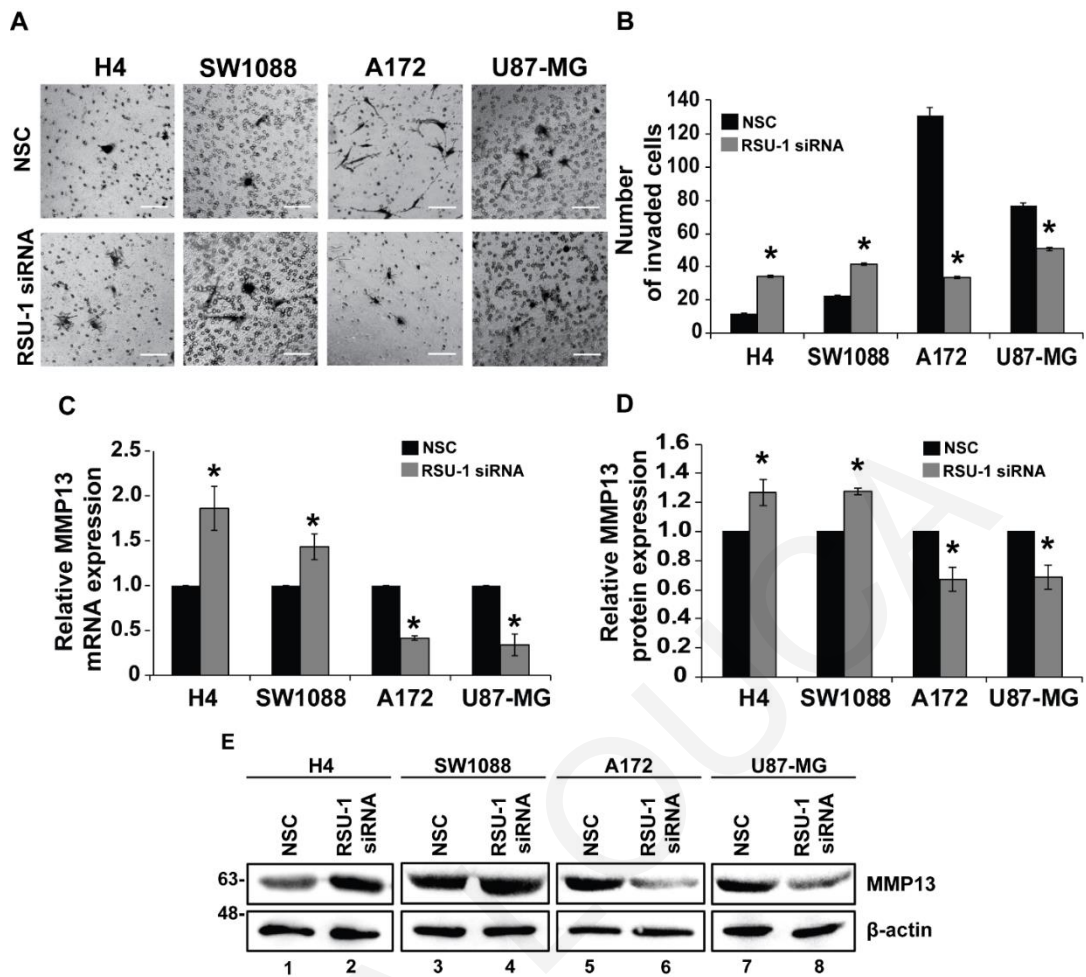 A
H4 SW1088 A172 U87-MG
NSC
RSU-1 siRNA
B
Number
of invaded cells
140
120
100
80
60
40
20
0
NSC
RSU-1 siRNA
* * * *
H4 SW1088 A172 U87-MG
C
Relative MMP13
mRNA expression
2.5
2.0
1.5
1.0
0.5
0
NSC
RSU-1 siRNA
* * * *
H4 SW1088 A172 U87-MG
D
Relative MMP13
protein expression
1.6
1.4
1.2
1.0
0.8
0.6
0.4
0.2
0
NSC
RSU-1 siRNA
* * * *
H4 SW1088 A172 U87-MG
E
H4 SW1088 A172 U87-MG
NSC
RSU-1
siRNA
NSC
RSU-1
siRNA
NSC
RSU-1
siRNA
NSC
RSU-1
siRNA
63-
MMP13
48-
β-actin
1 2 3 4 5 6 7 8
LOUCA